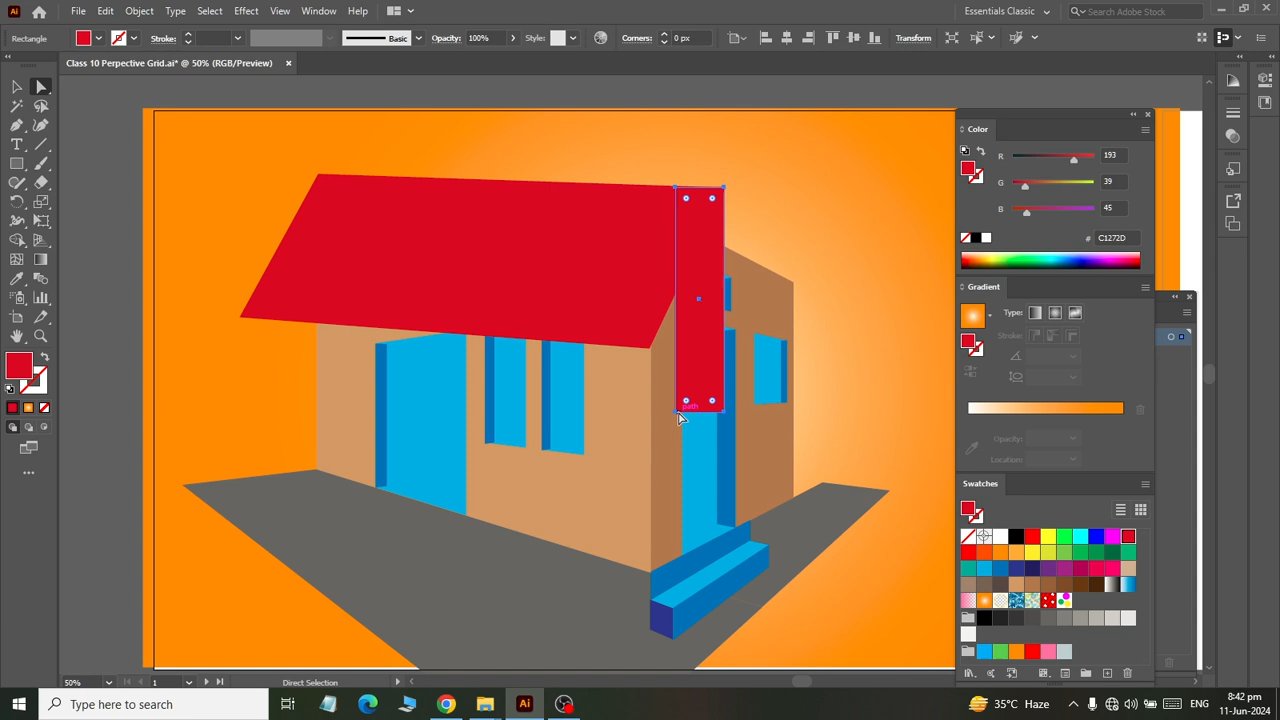 Ai File Edit Object Type Select Effect View Window Help Essentials Classic Search Adobe Stock
Rectangle Stroke: Basic Opacity: 100% Style: Corners: 0 px Transform
Class 10 Perpective Grid.ai* @ 50% (RGB/Preview)
Color
R 193
G 39
B 45
# C1272D
Gradient
Type:
Stroke:
Opacity:
Location:
Swatches
path
50% 1 Direct Selection
Type here to search Ai 35°C Haze 8:42 pm
11-Jun-2024